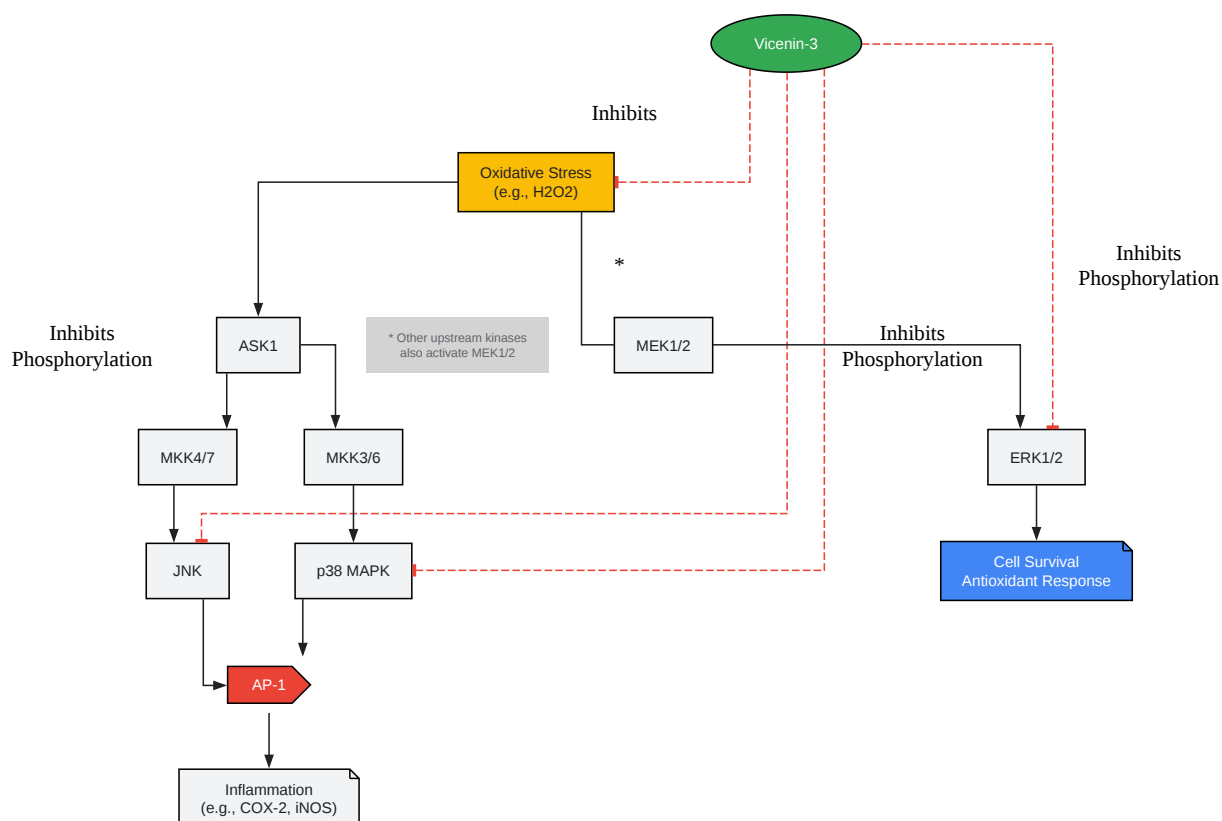 Vicenin-3
Inhibits
Oxidative Stress
(e.g., H2O2)
*
Inhibits
Phosphorylation
Inhibits
Phosphorylation
ASK1
* Other upstream kinases
also activate MEK1/2
MEK1/2
Inhibits
Phosphorylation
MKK4/7
MKK3/6
ERK1/2
JNK
p38 MAPK
Cell Survival
Antioxidant Response
AP-1
Inflammation
(e.g., COX-2, iNOS)